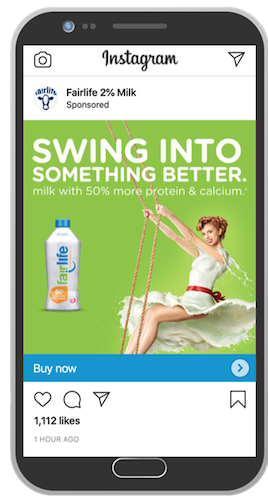 Instagram
fairlife
Fairlife 2% Milk
Sponsored
SWING INTO
SOMETHING BETTER.
milk with 50% more protein & calcium.*
fairlife
Buy now
1,112 likes
1 HOUR AGO